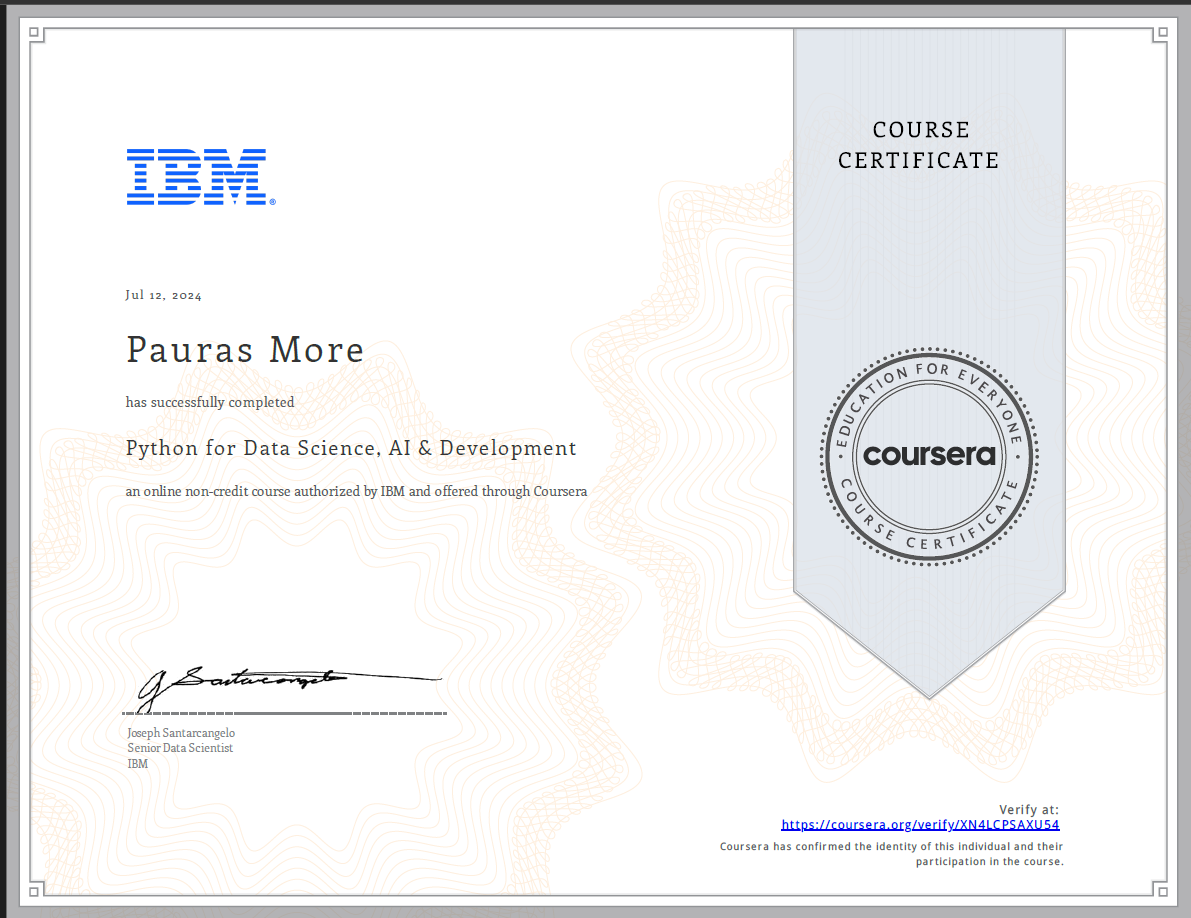 IBM®
COURSE
CERTIFICATE
Jul 12, 2024
Pauras More
has successfully completed
Python for Data Science, AI & Development
an online non-credit course authorized by IBM and offered through Coursera
EDUCATION FOR EVERYONE
coursera
COURSE CERTIFICATE
J Santarcangelo
Joseph Santarcangelo
Senior Data Scientist
IBM
Verify at:
https://coursera.org/verify/XN4LCPSAXU54
Coursera has confirmed the identity of this individual and their
participation in the course.